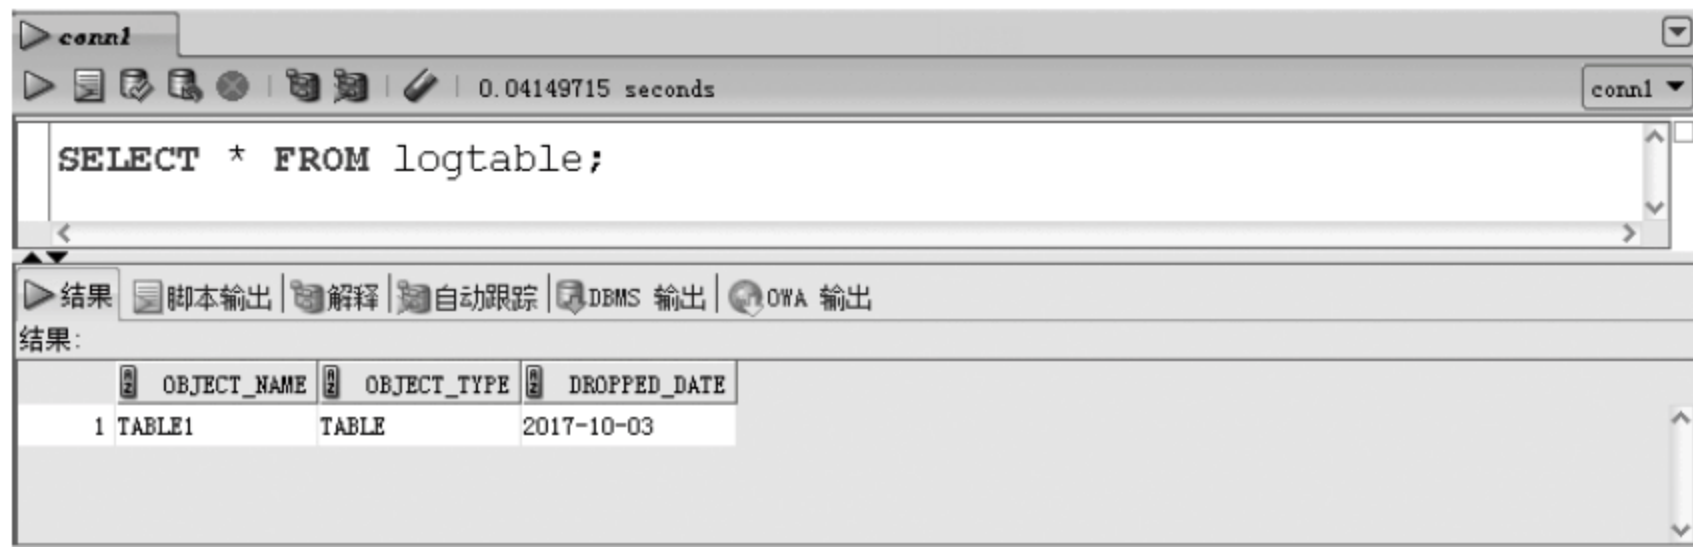 conn1
0.04149715 seconds
conn1
SELECT * FROM logtable;
结果 脚本输出 解释 自动跟踪 DBMS 输出 OWA 输出
结果:
OBJECT_NAME OBJECT_TYPE DROPPED_DATE
1 TABLE1 TABLE 2017-10-03